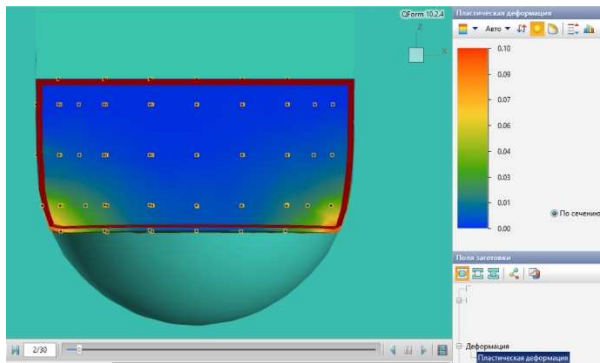 QForm 10.2.4
Z
X
2/30
Пластическая деформация
Авто
0.10
0.09
0.07
0.06
0.04
0.03
0.01
0.00
По сечению
Поля заготовки
Деформация
Пластическая деформация